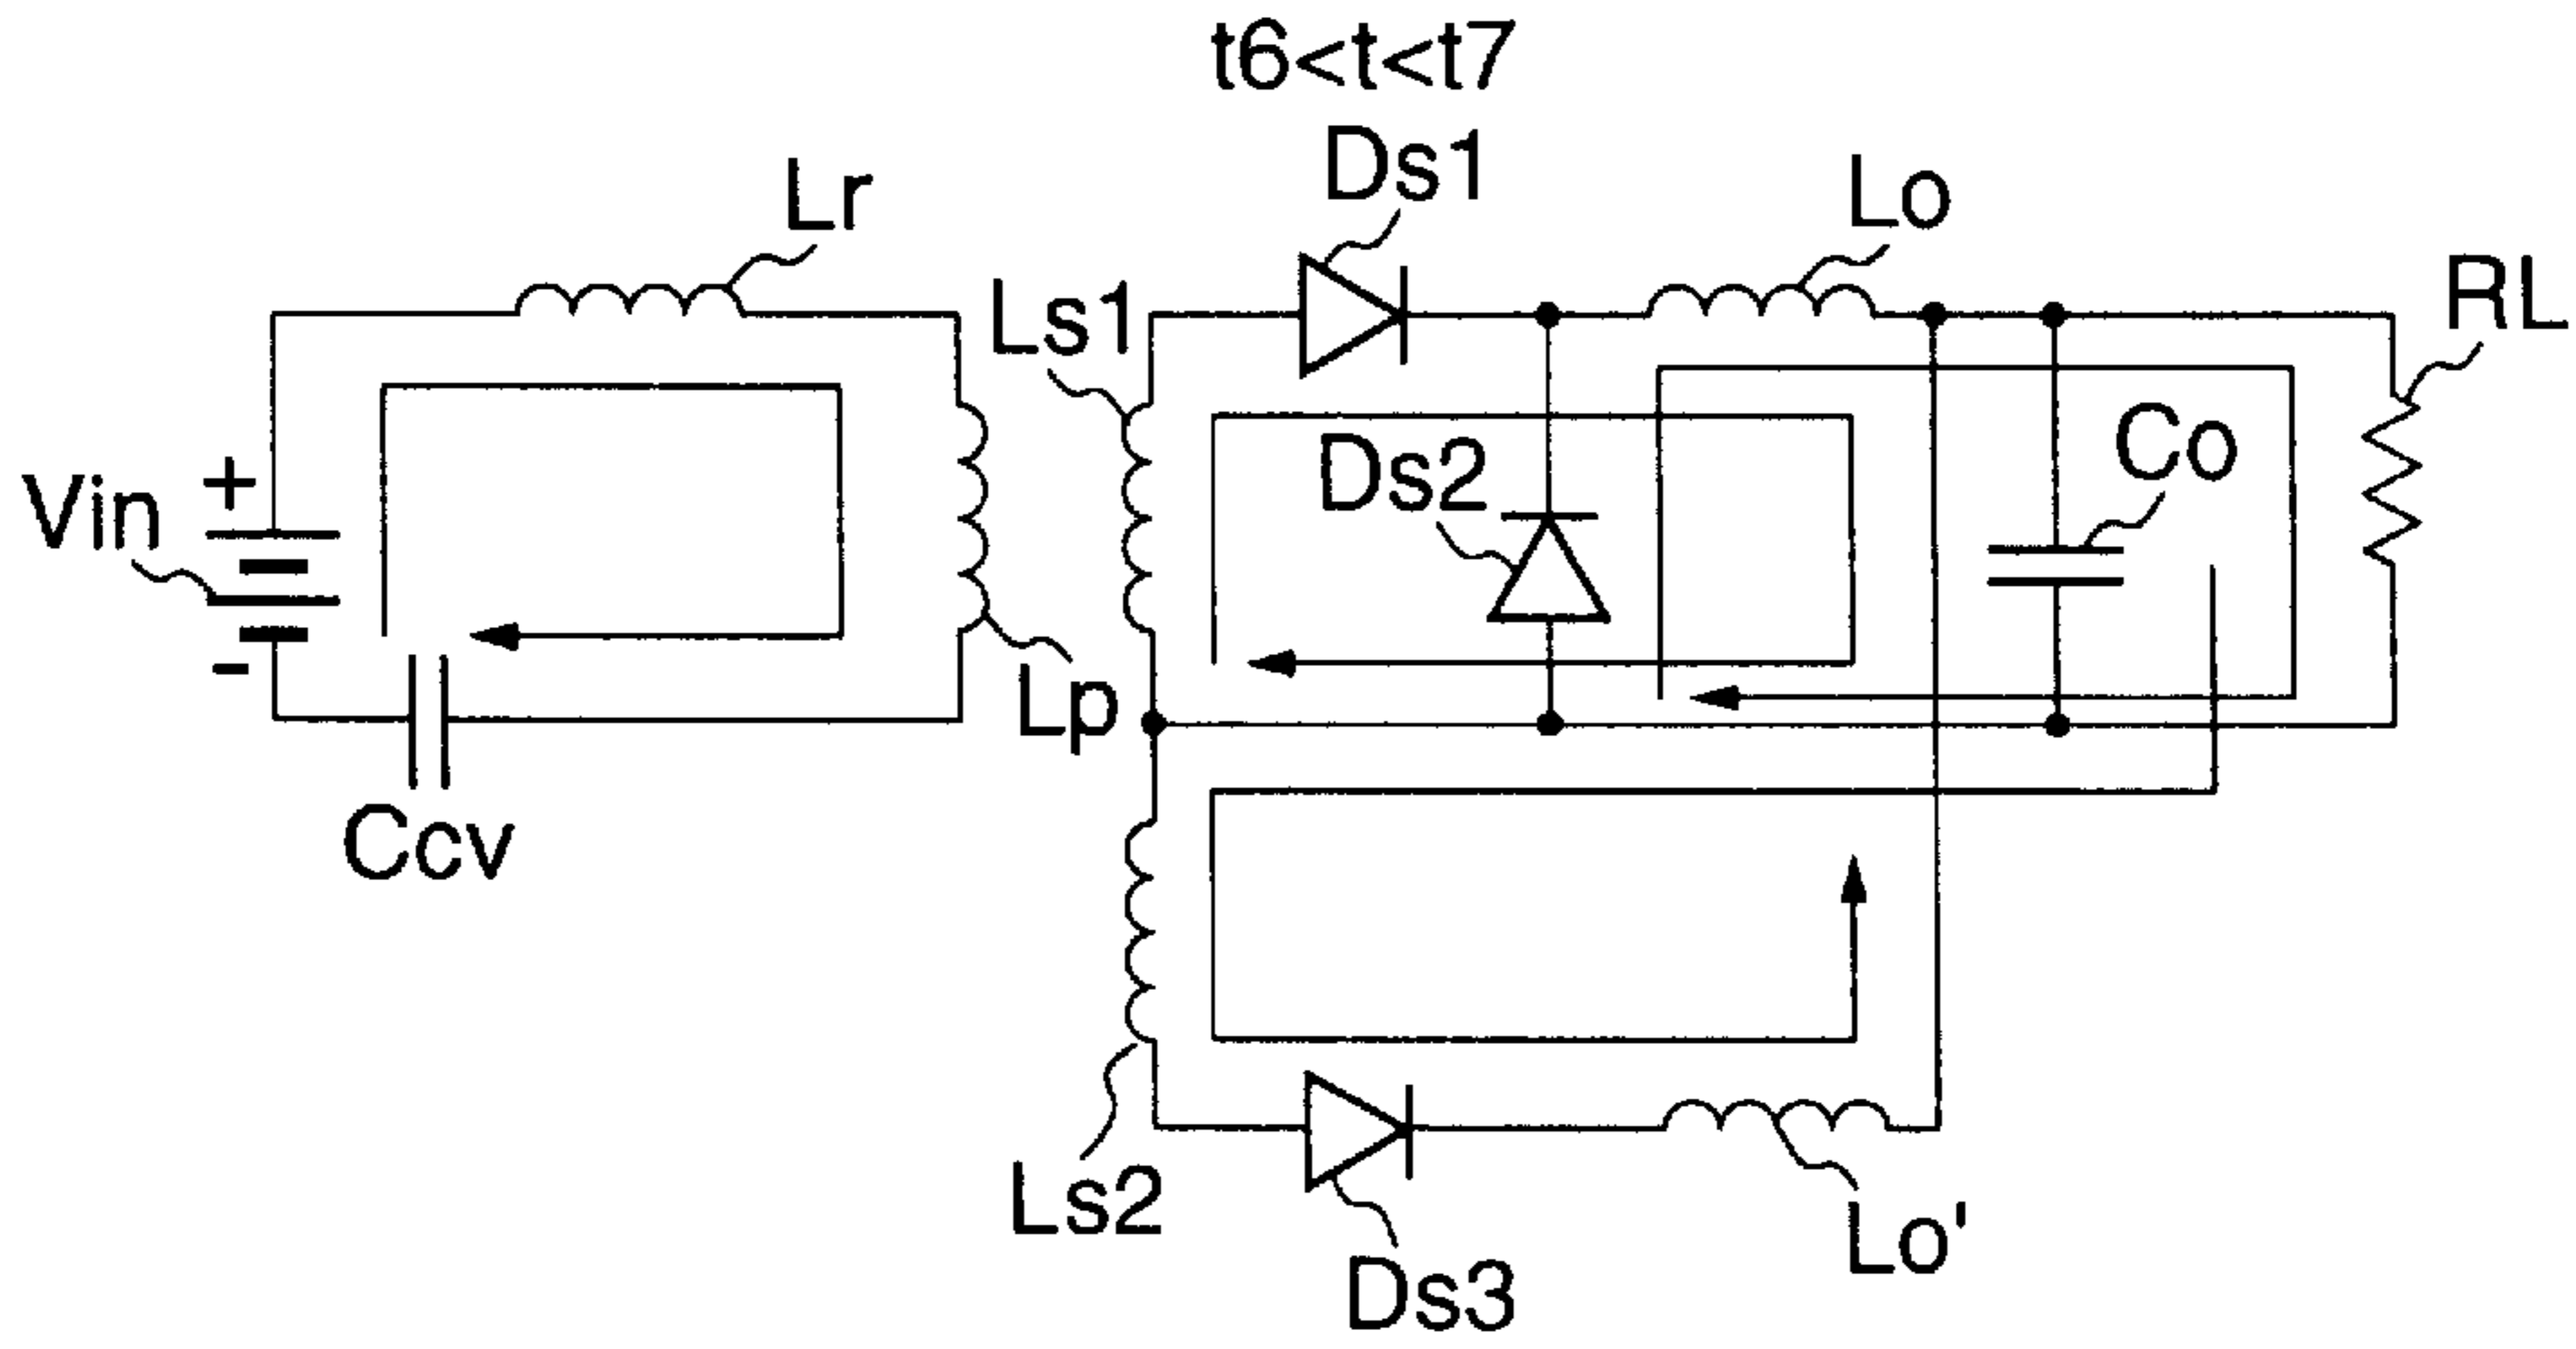 t6<t<t7
Ds1
Lr
Lo
Ls1
RL
Vin
+
-
Ds2
Co
Lp
Ccv
Ls2
Ds3
Lo'